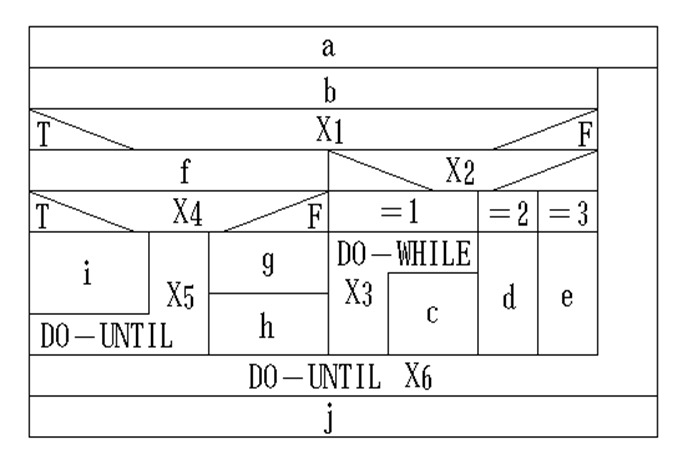 a
b
T X1 F
f X2
T X4 F =1 =2 =3
i X5 g DO-WHILE d e
X3 c
DO-UNTIL h
DO-UNTIL X6
j